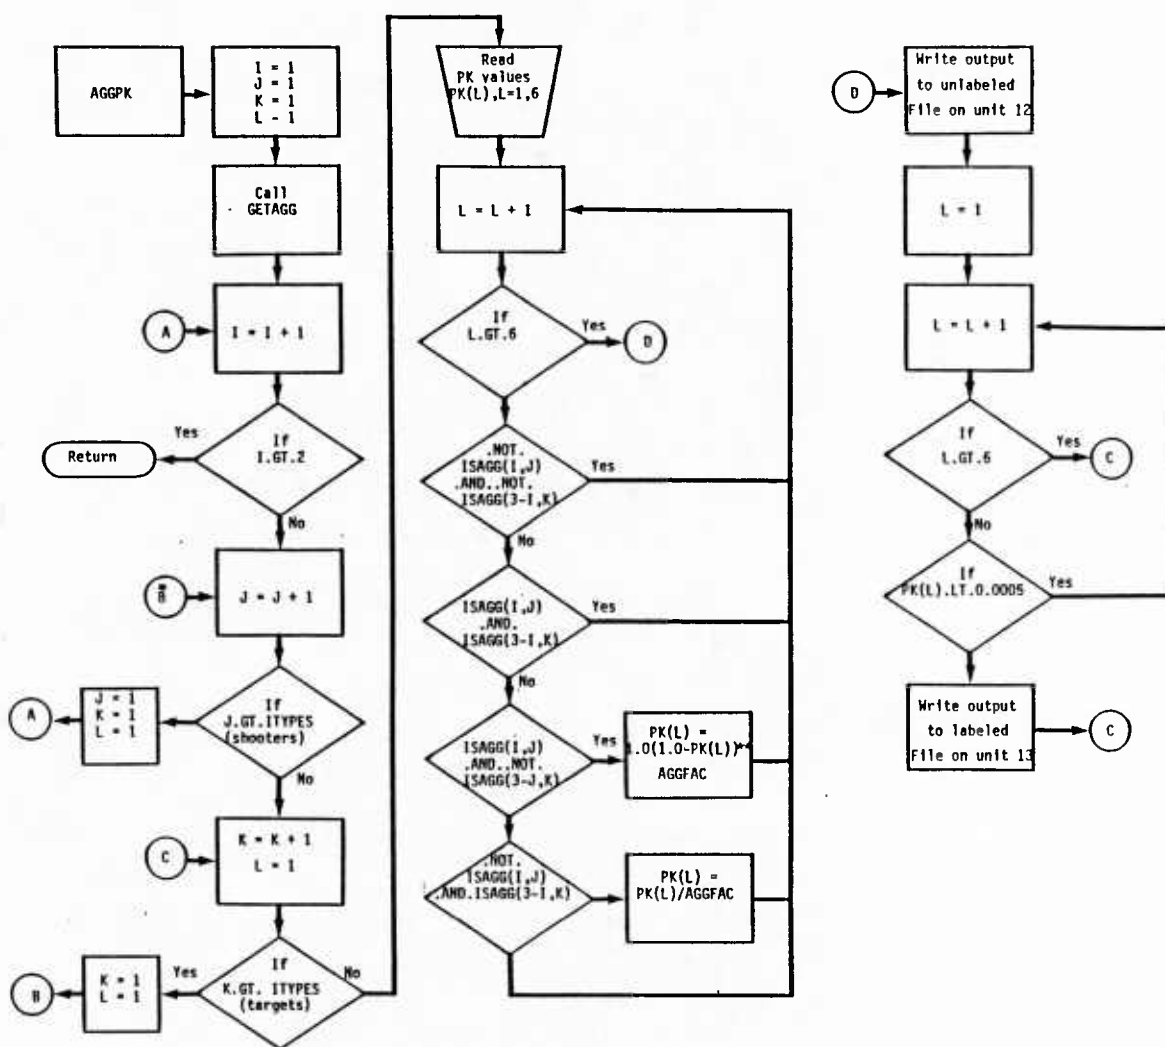 AGGPK
I = 1
J = 1
K = 1
L - 1
Call
GETAGG
A
I = I + 1
If
I.GT.2
Yes
Return
No
B
J = J + 1
If
J.GT.ITYPES
(shooters)
J = 1
K = 1
L = 1
A
No
C
K = K + 1
L = 1
If
K.GT. ITYPES
(targets)
Yes
K = 1
L = 1
B
No
Read
PK values
PK(L),L=1,6
L = L + 1
If
L.GT.6
Yes
D
.NOT.
ISAGG(I,J)
.AND..NOT.
ISAGG(3-I,K)
Yes
No
ISAGG(I,J)
.AND.
ISAGG(3-I,K)
Yes
No
ISAGG(I,J)
.AND..NOT.
ISAGG(3-J,K)
Yes
PK(L) =
1.0(1.0-PK(L))**
AGGFAC
.NOT.
ISAGG(I,J)
.AND.ISAGG(3-I,K)
PK(L) =
PK(L)/AGGFAC
D
Write output
to unlabeled
File on unit 12
L = 1
L = L + 1
If
L.GT.6
Yes
C
No
If
PK(L).LT.0.0005
Yes
Write output
to labeled
File on unit 13
C